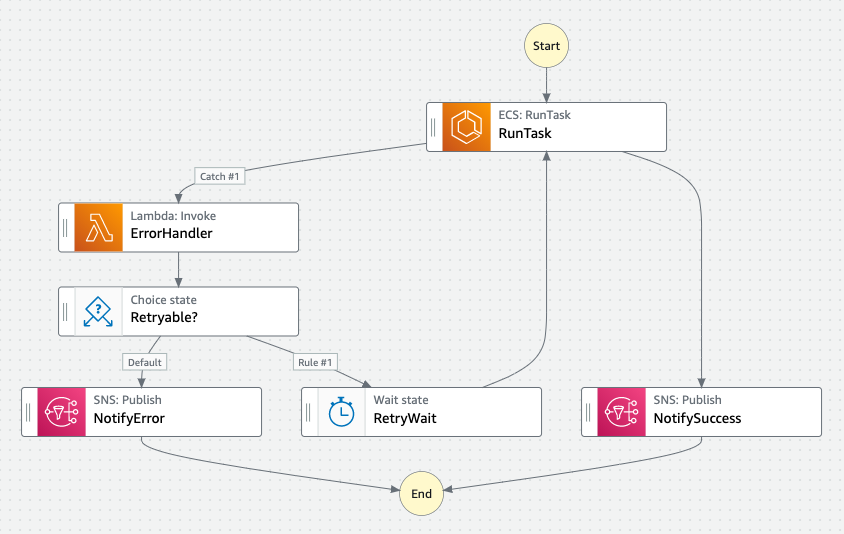 Start
ECS: RunTask
RunTask
Catch #1
Lambda: Invoke
ErrorHandler
Choice state
Retryable?
?
Default
Rule #1
SNS: Publish
NotifyError
Wait state
RetryWait
SNS: Publish
NotifySuccess
End